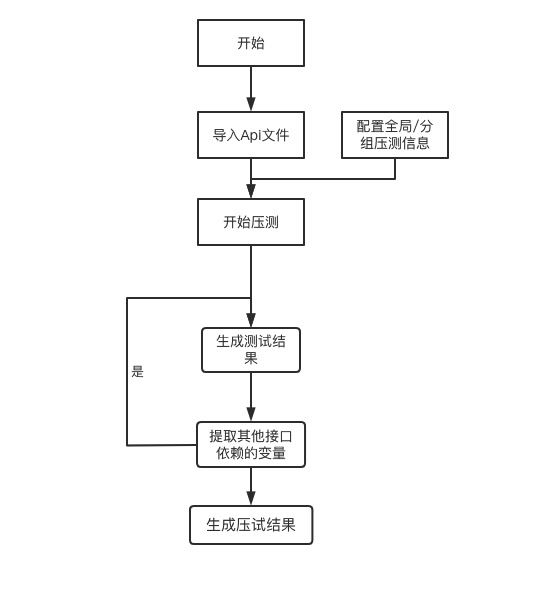 开始
导入Api文件
配置全局/分
组压测信息
开始压测
生成测试结
果
是
提取其他接口
依赖的变量
生成压试结果